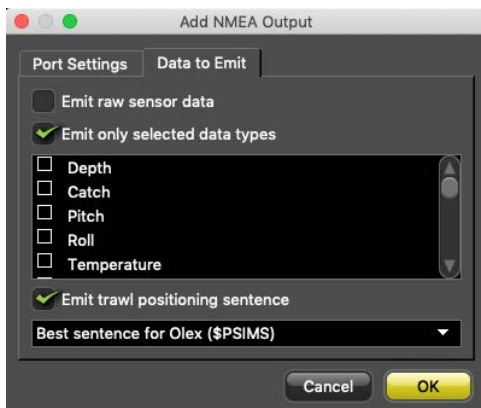 Add NMEA Output
Port Settings Data to Emit
Emit raw sensor data
Emit only selected data types
Depth
Catch
Pitch
Roll
Temperature
Emit trawl positioning sentence
Best sentence for Olex ($PSIMS)
Cancel OK